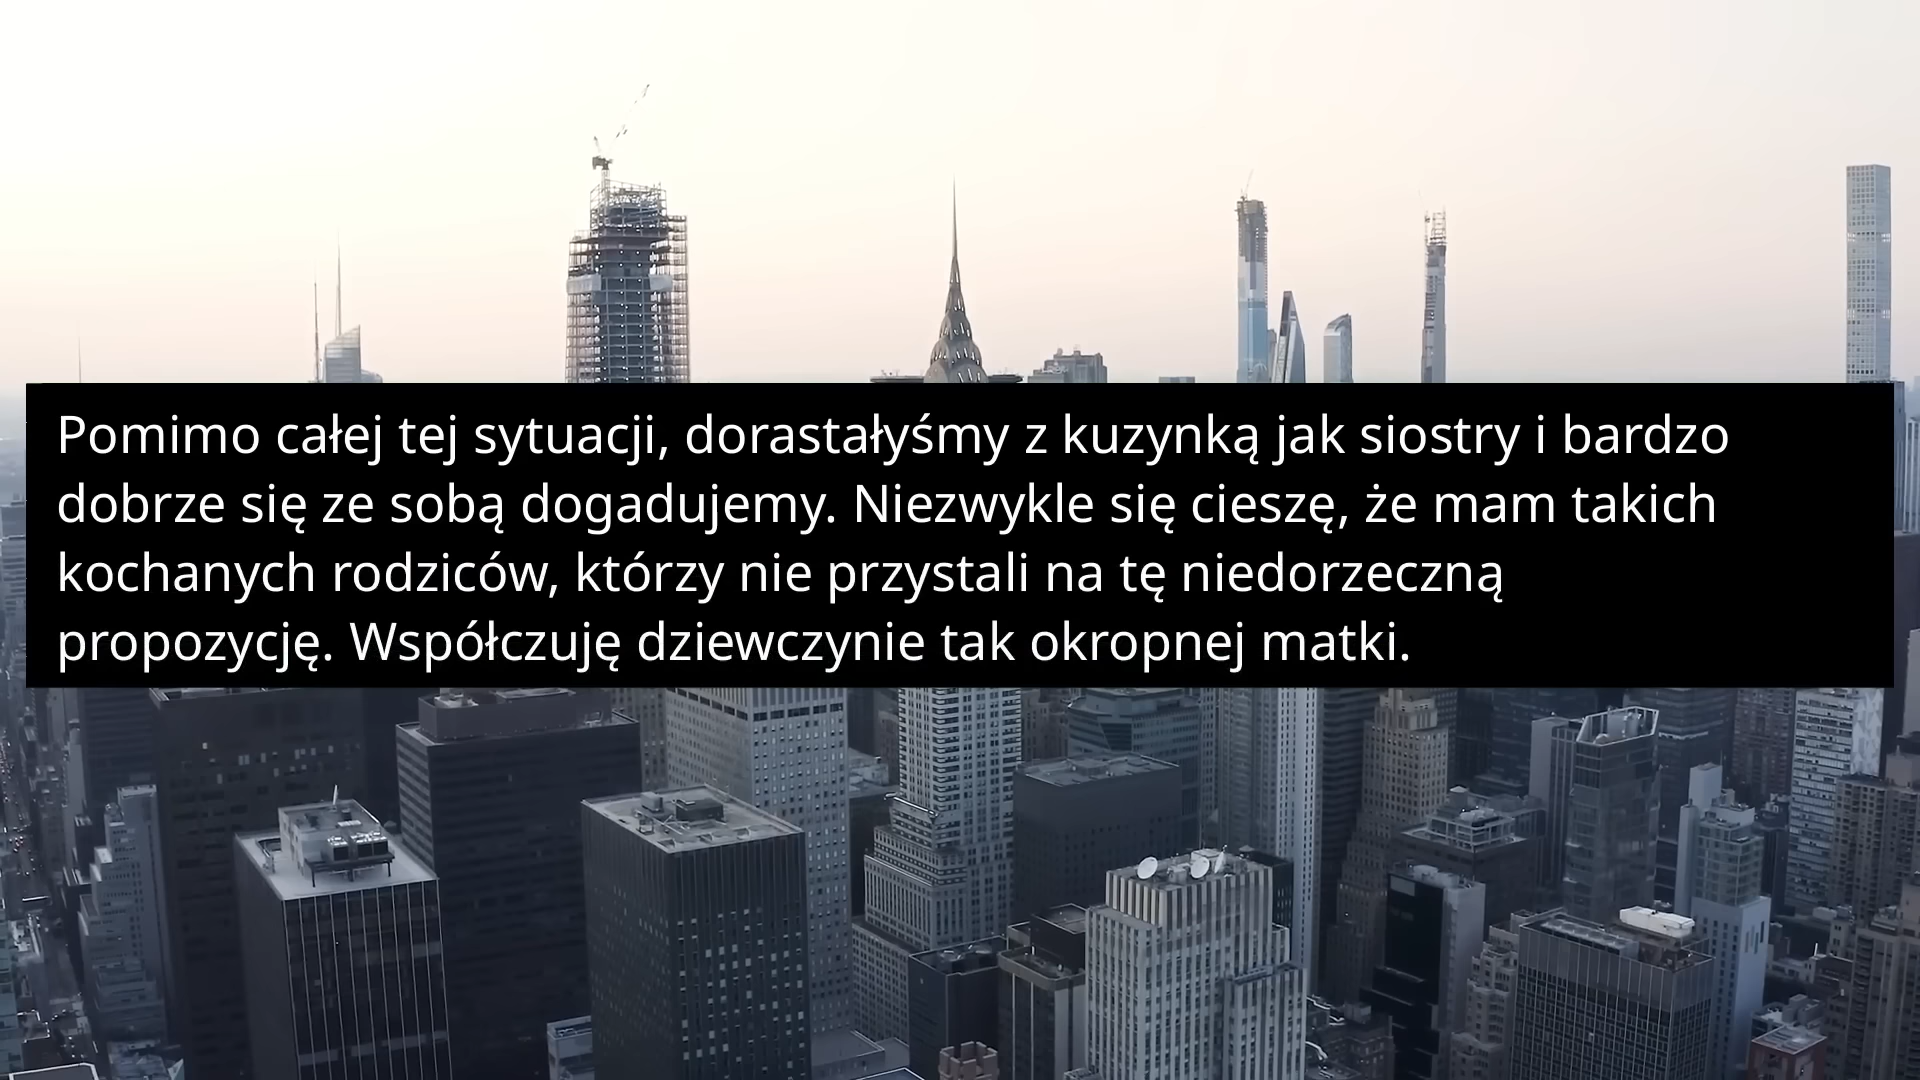 Pomimo całej tej sytuacji, dorastałyśmy z kuzynką jak siostry i bardzo
dobrze się ze sobą dogadujemy. Niezwykle się cieszę, że mam takich
kochanych rodziców, którzy nie przystali na tę niedorzeczną
propozycję. Współczuję dziewczynie tak okropnej matki.